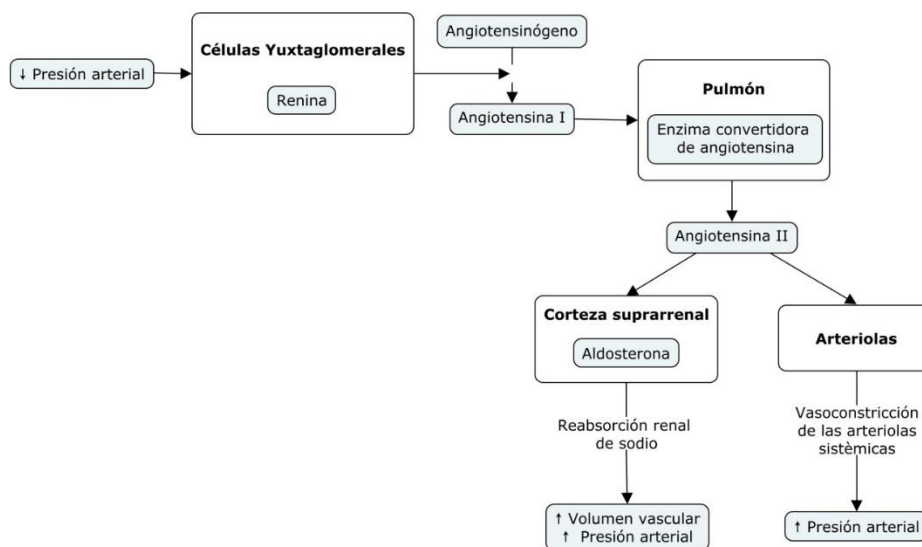 ↓ Presión arterial
Células Yuxtaglomerales
Renina
Angiotensinógeno
Angiotensina I
Pulmón
Enzima convertidora
de angiotensina
Angiotensina II
Corteza suprarrenal
Aldosterona
Reabsorción renal
de sodio
↑ Volumen vascular
↑ Presión arterial
Arteriolas
Vasoconstricción
de las arteriolas
sistèmicas
↑ Presión arterial